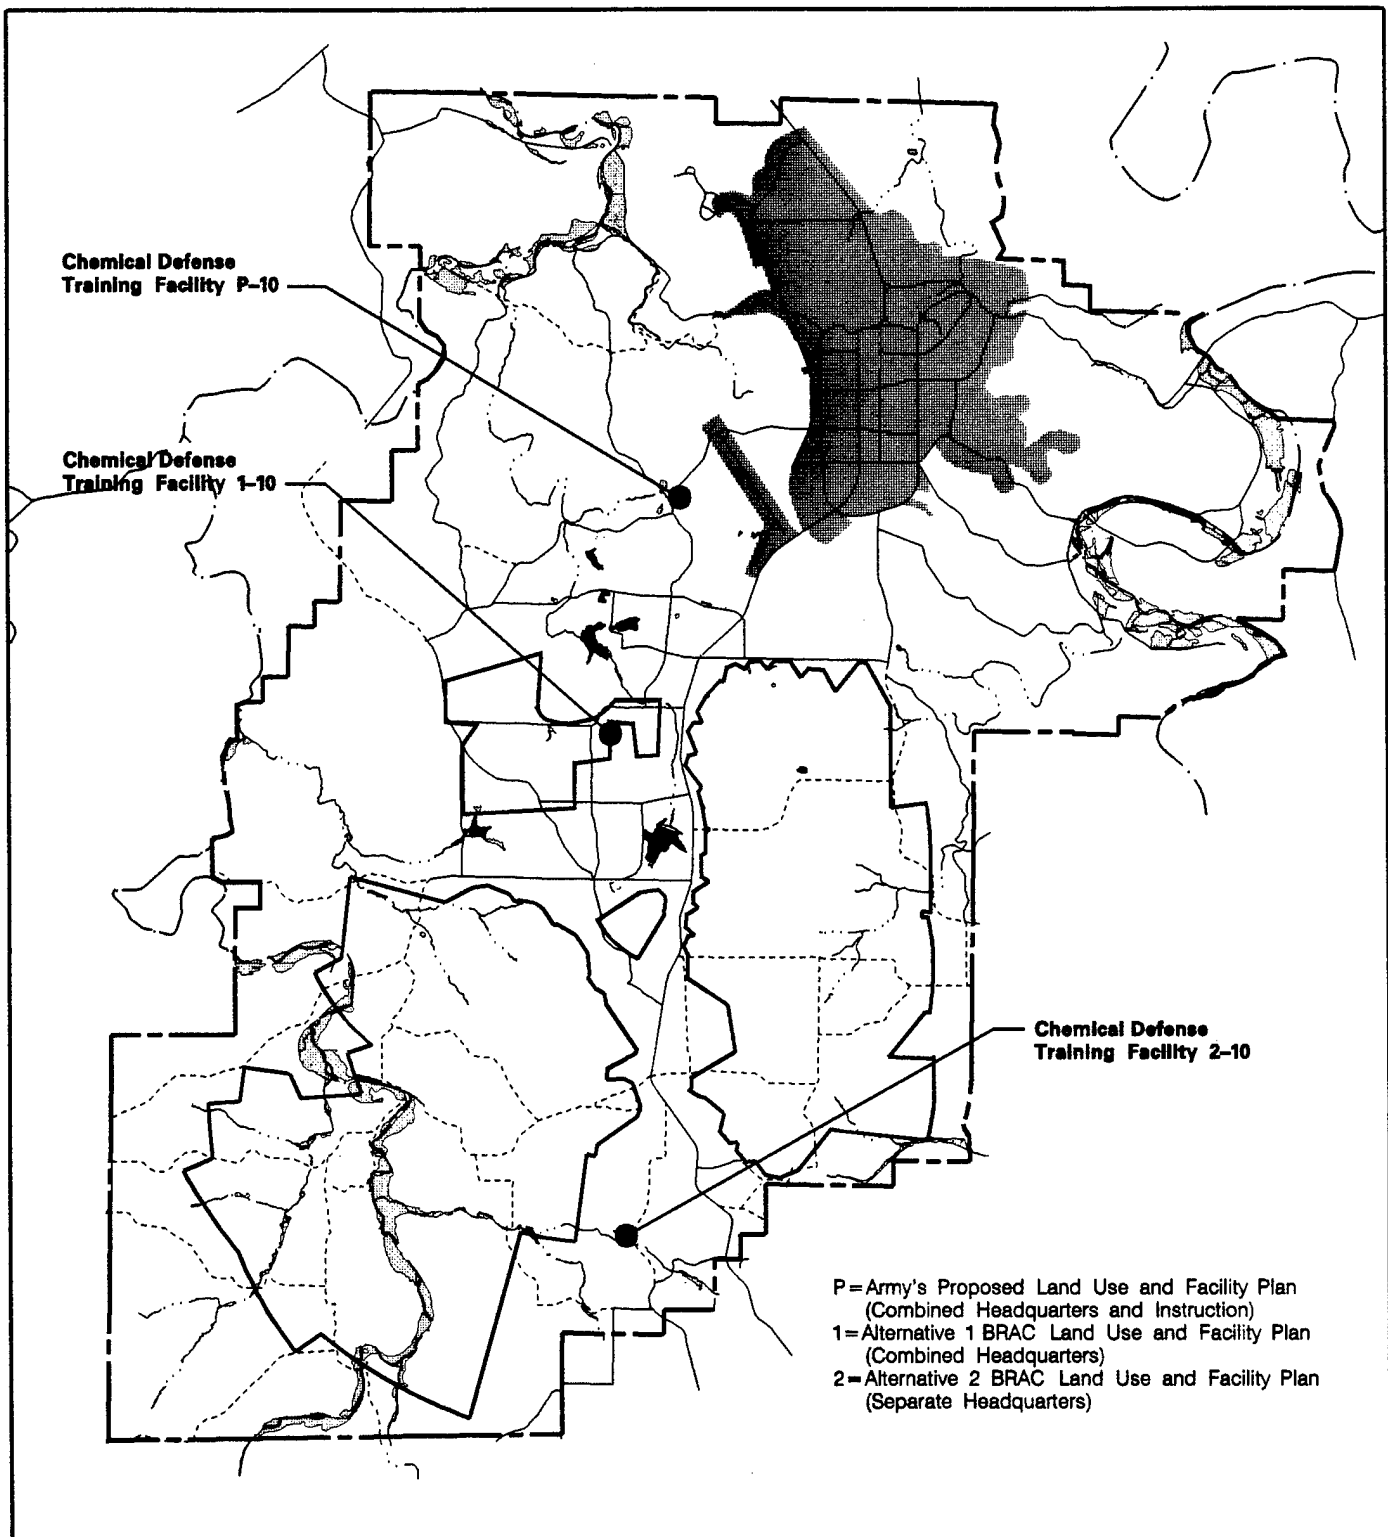 Chemical Defense
Training Facility P-10
Chemical Defense
Training Facility 1-10
Chemical Defense
Training Facility 2-10
P=Army's Proposed Land Use and Facility Plan
(Combined Headquarters and Instruction)
1=Alternative 1 BRAC Land Use and Facility Plan
(Combined Headquarters)
2=Alternative 2 BRAC Land Use and Facility Plan
(Separate Headquarters)